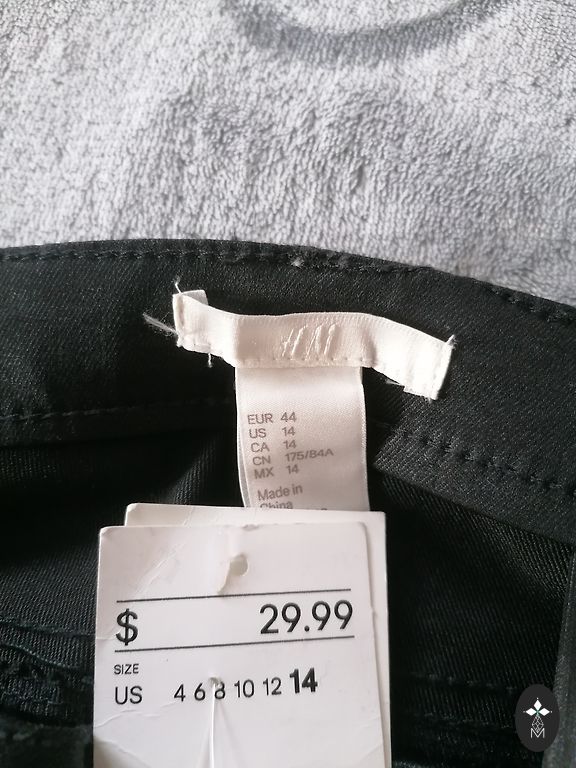 H&M
EUR 44
US 14
CA 14
CN 175/84A
MX 14
Made in
China
$ 29.99
SIZE
US 4 6 8 10 12 14
M